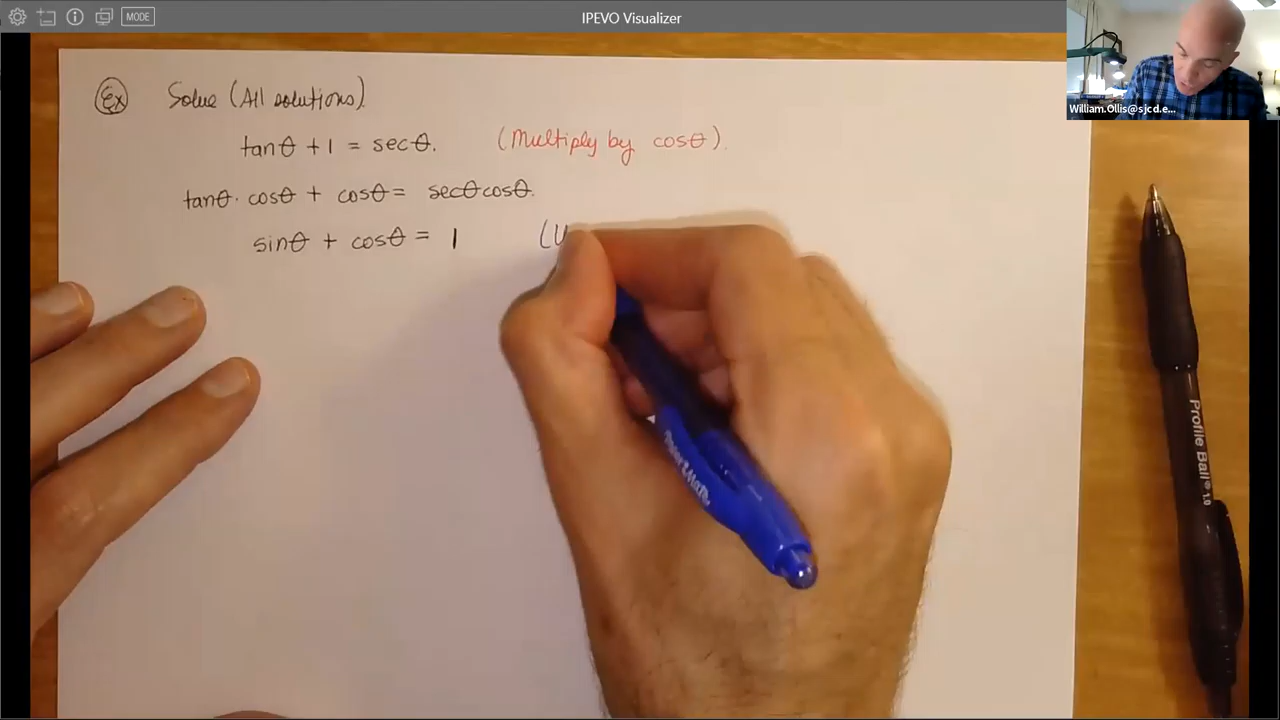 MODE
IPEVO Visualizer
William.Ollis@sjcd.e...
Ex Solve (All solutions).
tanθ + 1 = secθ. (Multiply by cosθ).
tanθ · cosθ + cosθ = secθ cosθ.
sinθ + cosθ = 1 (U
PaperMate
Profile Ball® 1.0